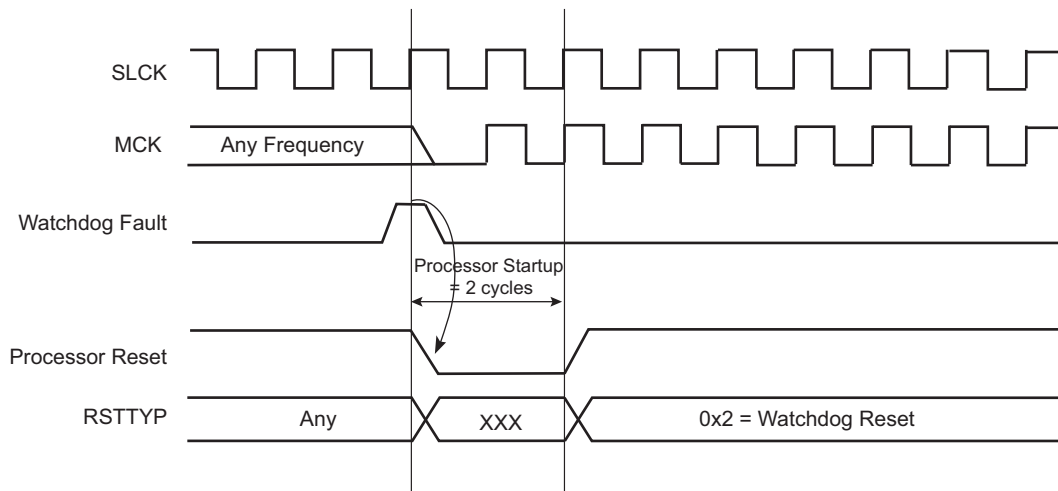 SLCK
MCK
Any Frequency
Watchdog Fault
Processor Startup
= 2 cycles
Processor Reset
RSTTYP
Any
XXX
0x2 = Watchdog Reset